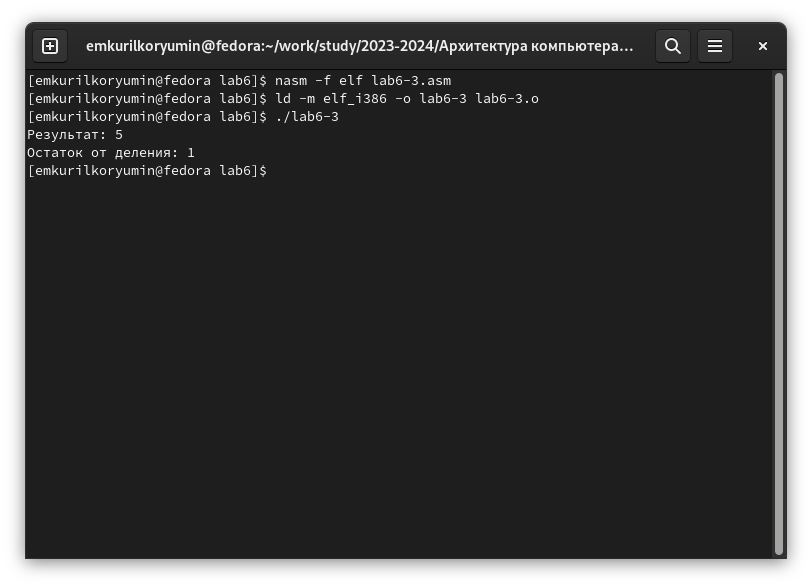 emkurilkoryumin@fedora:~/work/study/2023-2024/Архитектура компьютера…
[emkurilkoryumin@fedora lab6]$ nasm -f elf lab6-3.asm
[emkurilkoryumin@fedora lab6]$ ld -m elf_i386 -o lab6-3 lab6-3.o
[emkurilkoryumin@fedora lab6]$ ./lab6-3
Результат: 5
Остаток от деления: 1
[emkurilkoryumin@fedora lab6]$